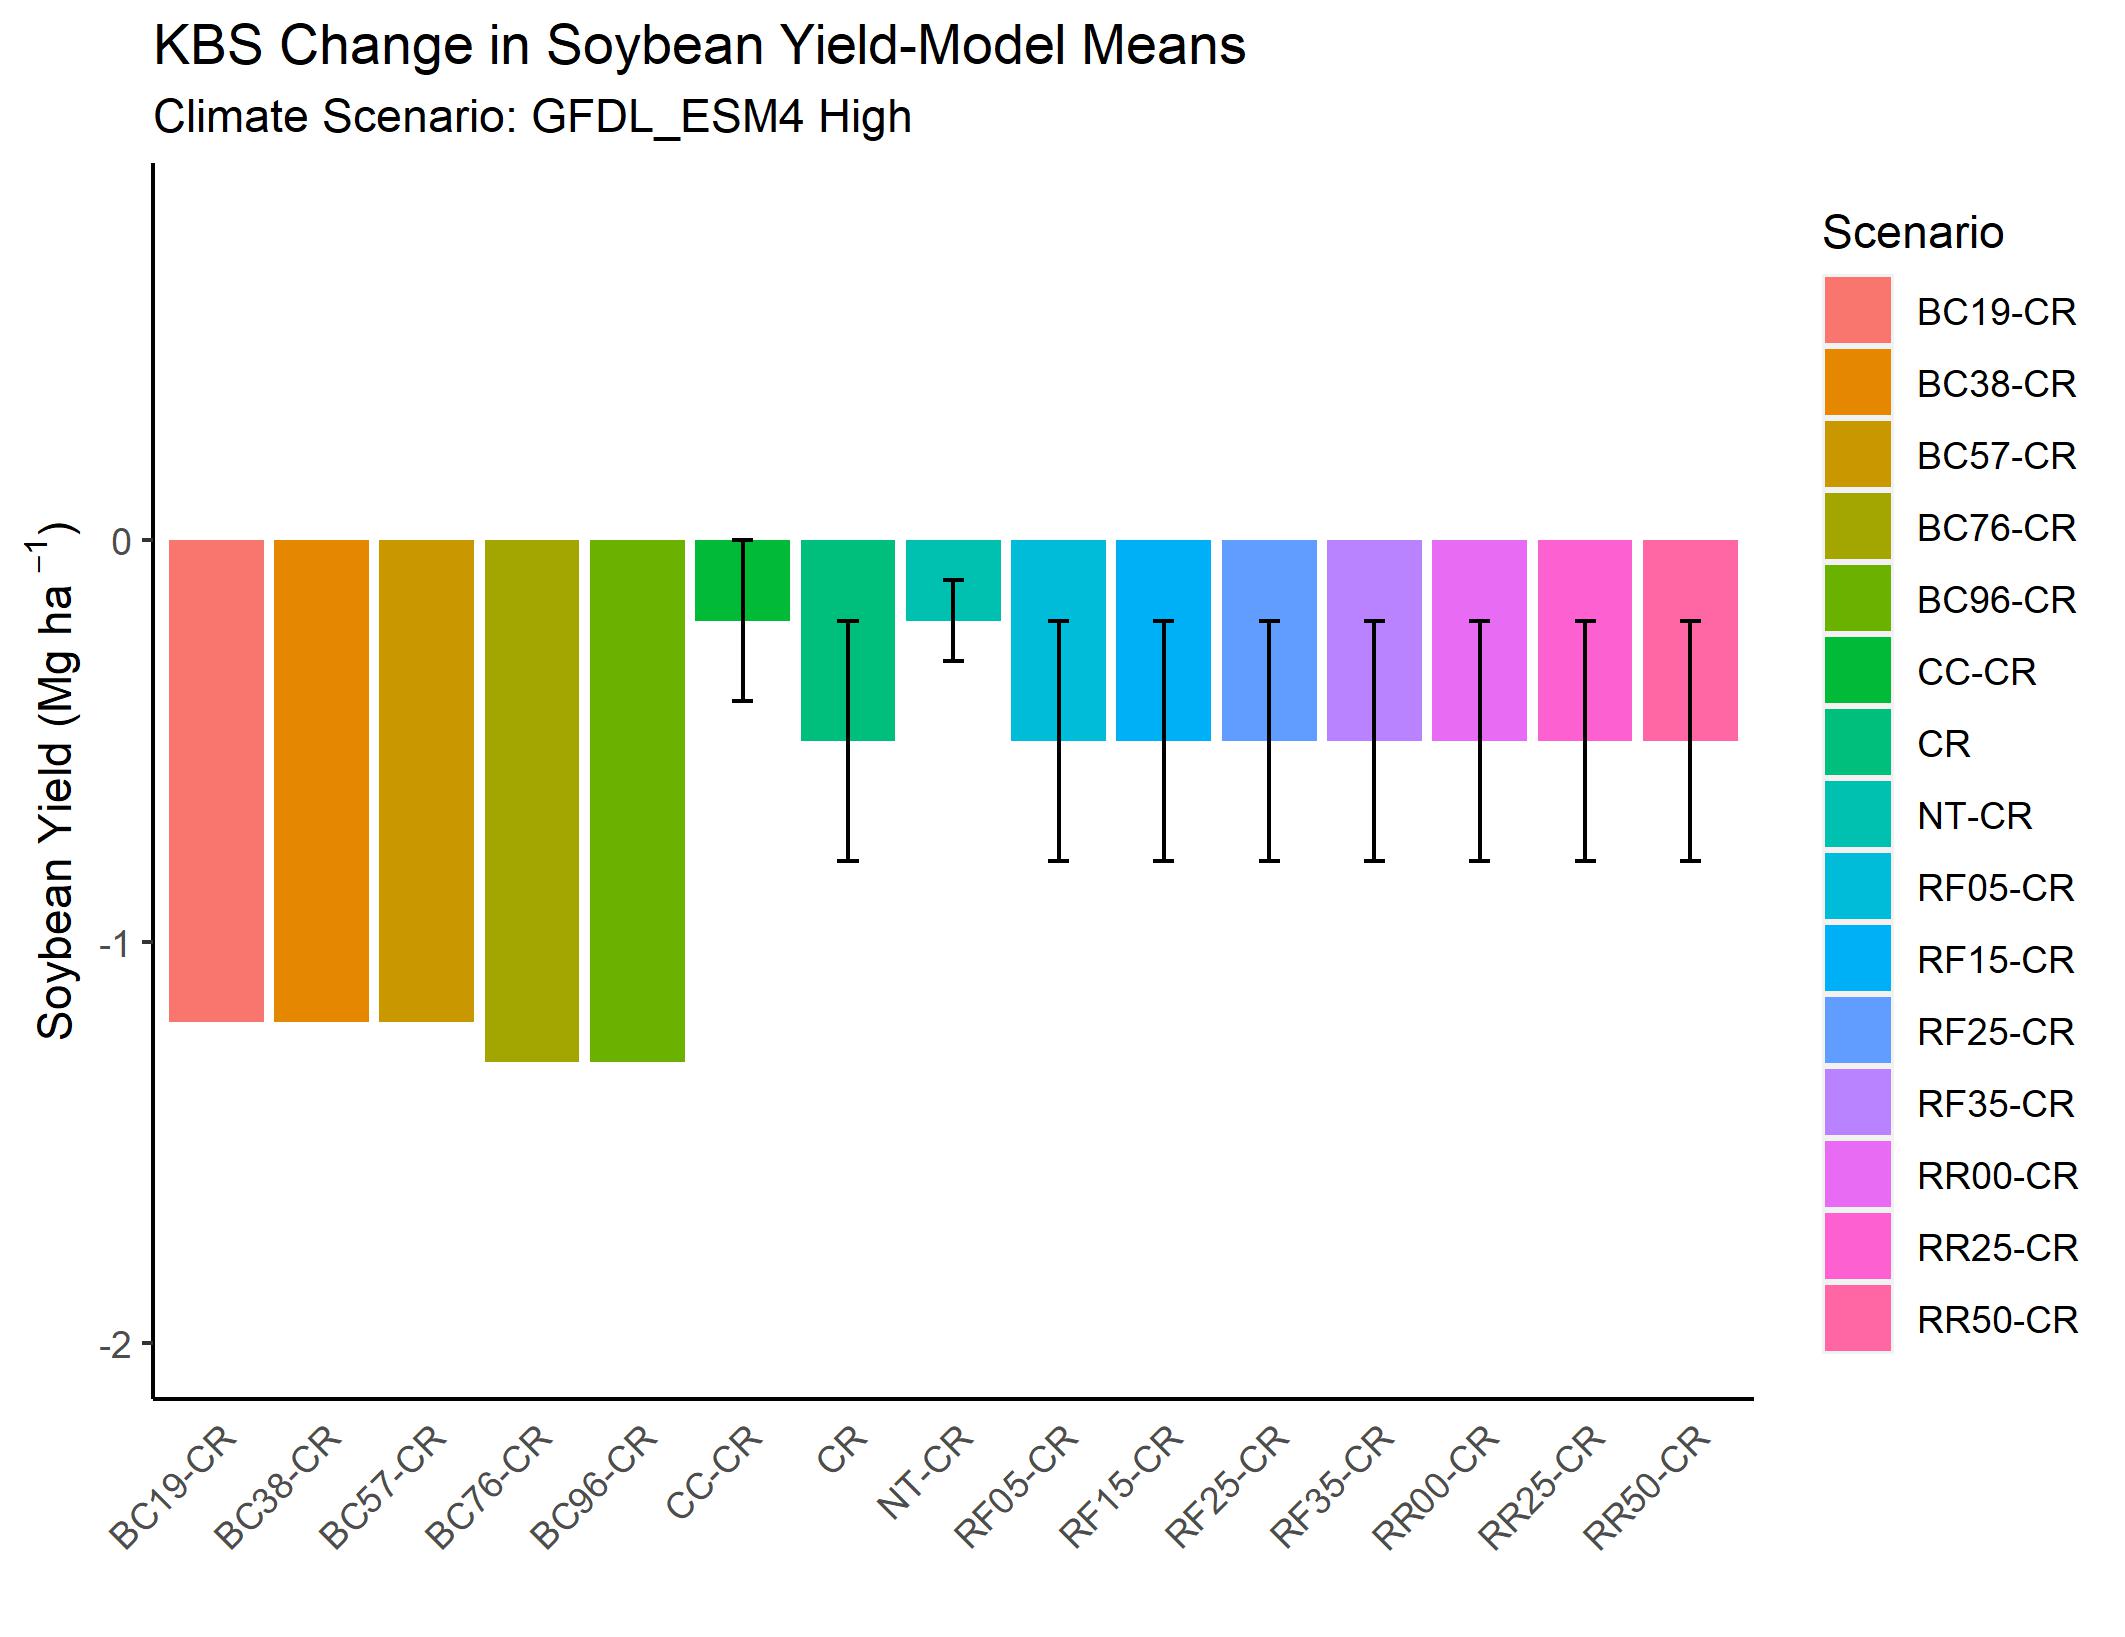 KBS Change in Soybean Yield-Model Means
Climate Scenario: GFDL_ESM4 High
Soybean Yield (Mg ha ⁻¹)
0
-1
-2
BC19-CR
BC38-CR
BC57-CR
BC76-CR
BC96-CR
CC-CR
CR
NT-CR
RF05-CR
RF15-CR
RF25-CR
RF35-CR
RR00-CR
RR25-CR
RR50-CR
Scenario
BC19-CR
BC38-CR
BC57-CR
BC76-CR
BC96-CR
CC-CR
CR
NT-CR
RF05-CR
RF15-CR
RF25-CR
RF35-CR
RR00-CR
RR25-CR
RR50-CR